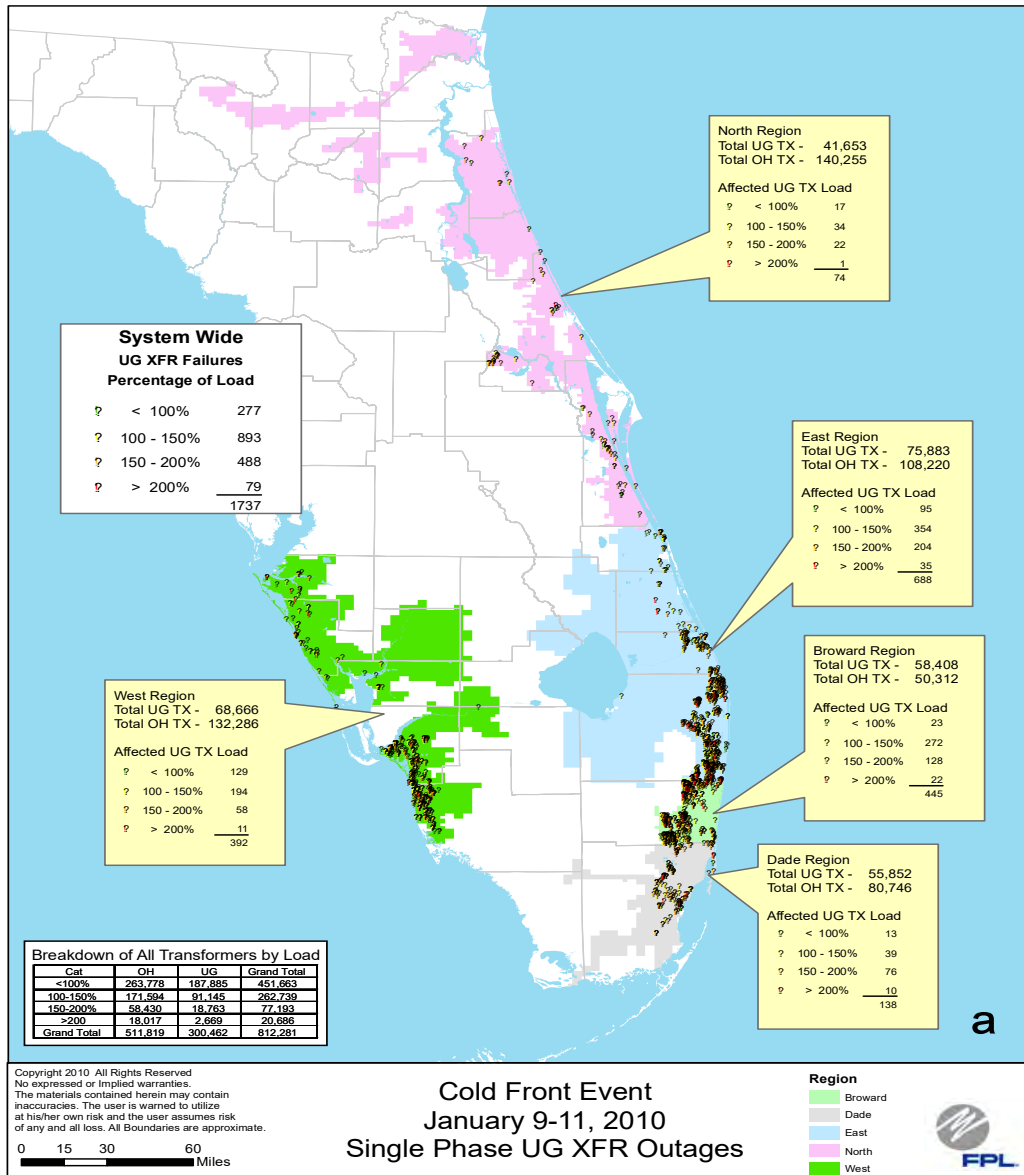 North Region
Total UG TX - 41,653
Total OH TX - 140,255
Affected UG TX Load
? < 100% 17
? 100 - 150% 34
? 150 - 200% 22
? > 200% 1
74
System Wide
UG XFR Failures
Percentage of Load
? < 100% 277
? 100 - 150% 893
? 150 - 200% 488
? > 200% 79
1737
East Region
Total UG TX - 75,883
Total OH TX - 108,220
Affected UG TX Load
? < 100% 95
? 100 - 150% 354
? 150 - 200% 204
? > 200% 35
688
Broward Region
Total UG TX - 58,408
Total OH TX - 50,312
Affected UG TX Load
? < 100% 23
? 100 - 150% 272
? 150 - 200% 128
? > 200% 22
445
West Region
Total UG TX - 68,666
Total OH TX - 132,286
Affected UG TX Load
? < 100% 129
? 100 - 150% 194
? 150 - 200% 58
? > 200% 11
392
Dade Region
Total UG TX - 55,852
Total OH TX - 80,746
Affected UG TX Load
? < 100% 13
? 100 - 150% 39
? 150 - 200% 76
? > 200% 10
138
Breakdown of All Transformers by Load
Cat OH UG Grand Total
<100% 263,778 187,885 451,663
100-150% 171,594 91,145 262,739
150-200% 58,430 18,763 77,193
>200 18,017 2,669 20,686
Grand Total 511,819 300,462 812,281
a
Copyright 2010 All Rights Reserved
No expressed or Implied warranties.
The materials contained herein may contain
inaccuracies. The user is warned to utilize
at his/her own risk and the user assumes risk
of any and all loss. All Boundaries are approximate.
0 15 30 60
Miles
Cold Front Event
January 9-11, 2010
Single Phase UG XFR Outages
Region
Broward
Dade
East
North
West
FPL